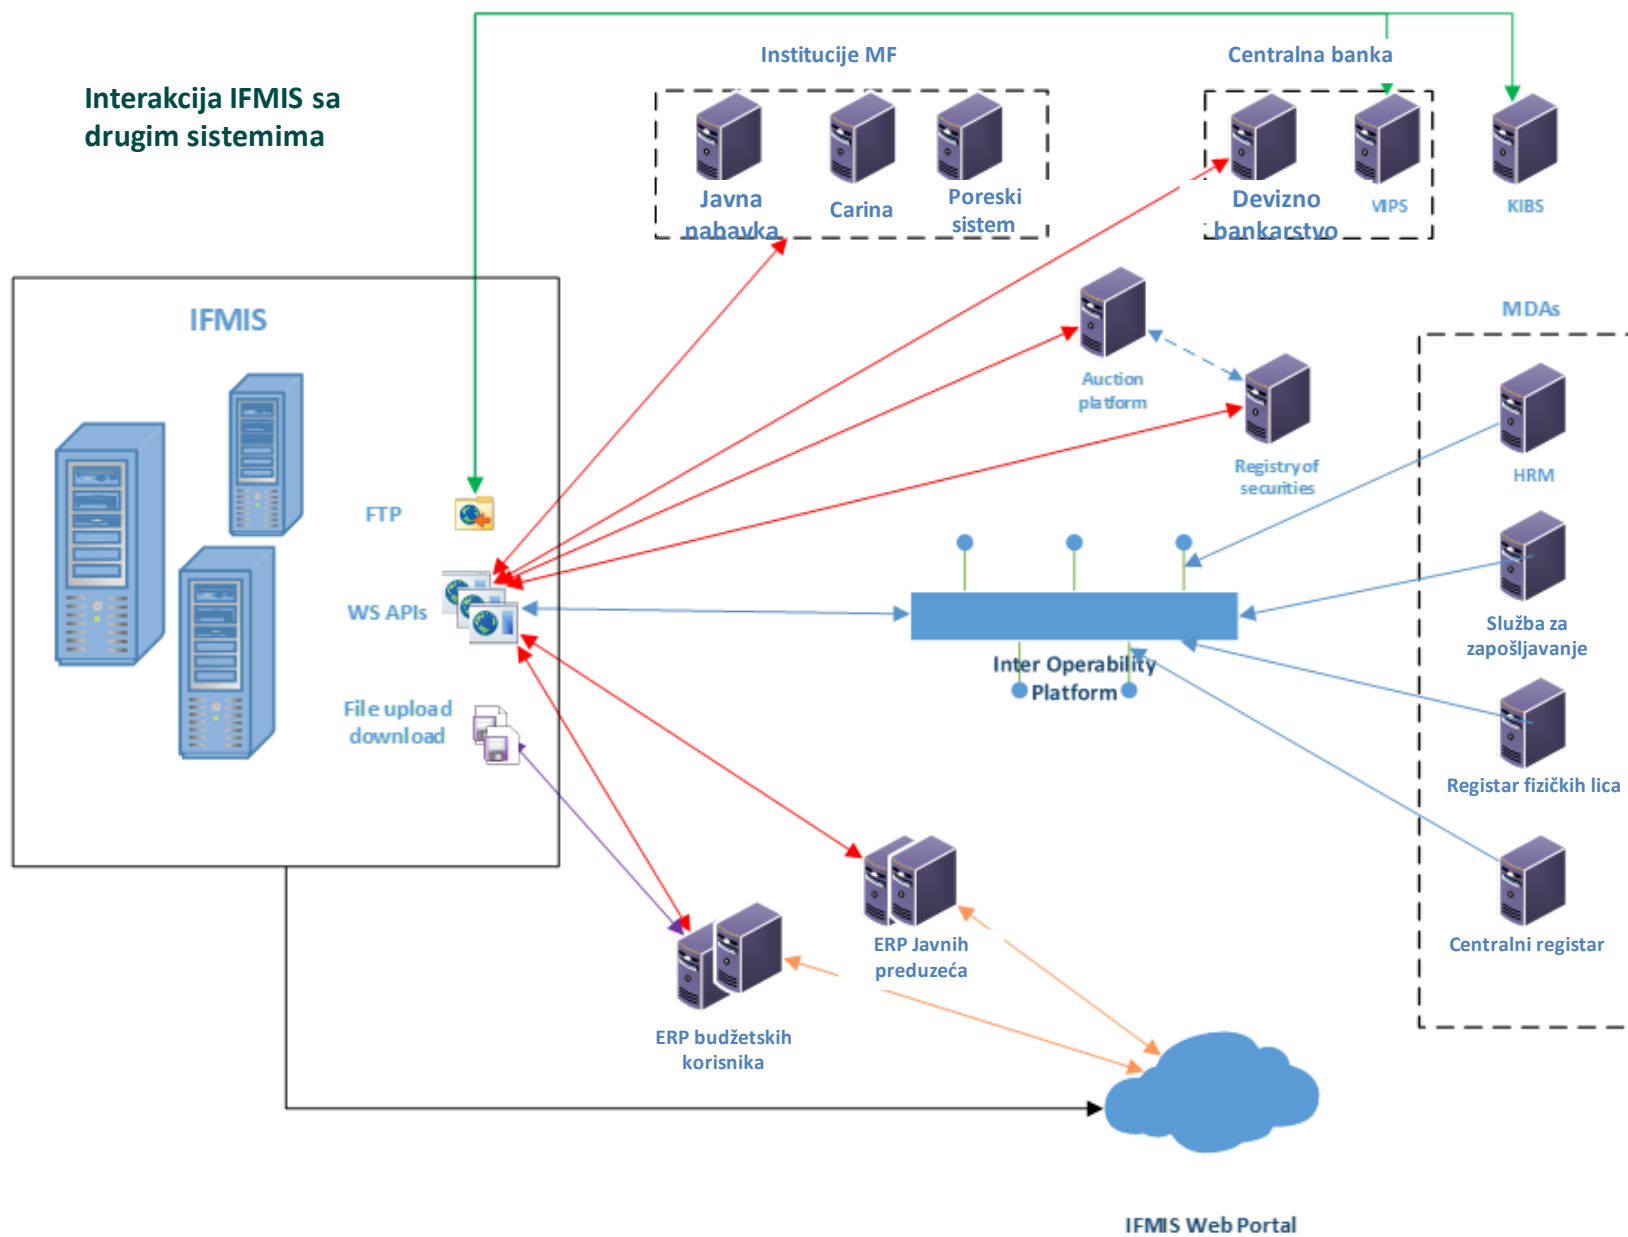 Interakcija IFMIS sa
drugim sistemima
Institucije MF
Centralna banka
Javna
nabavka
Carina
Poreski
sistem
Devizno
bankarstvo
MIPS
KIBS
IFMIS
MDAs
Auction
platform
Registry of
securities
HRM
FTP
WS APIs
File upload
download
Inter Operability
Platform
Služba za
zapošljavanje
Registar fizičkih lica
Centralni registar
ERP Javnih
preduzeća
ERP budžetskih
korisnika
IFMIS Web Portal